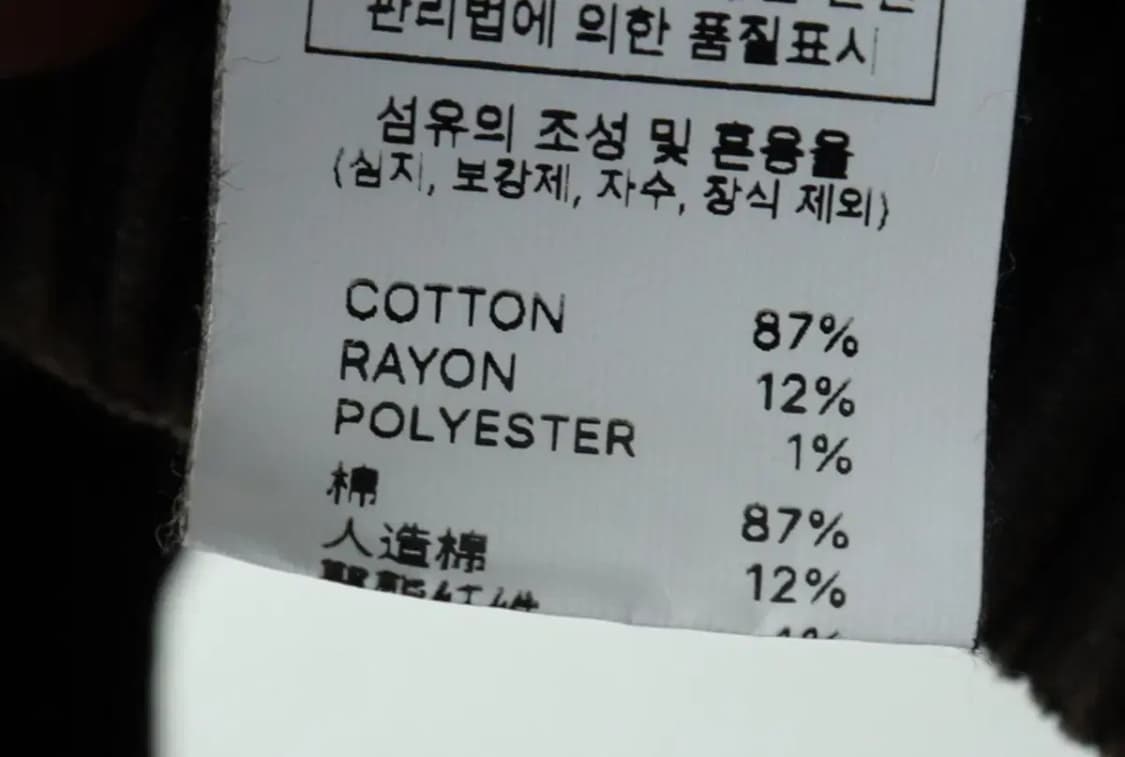 관리법에 의한 품질표시
섬유의 조성 및 혼용율
(심지, 보강제, 자수, 장식 제외)
COTTON 87%
RAYON 12%
POLYESTER 1%
棉 87%
人造棉 12%